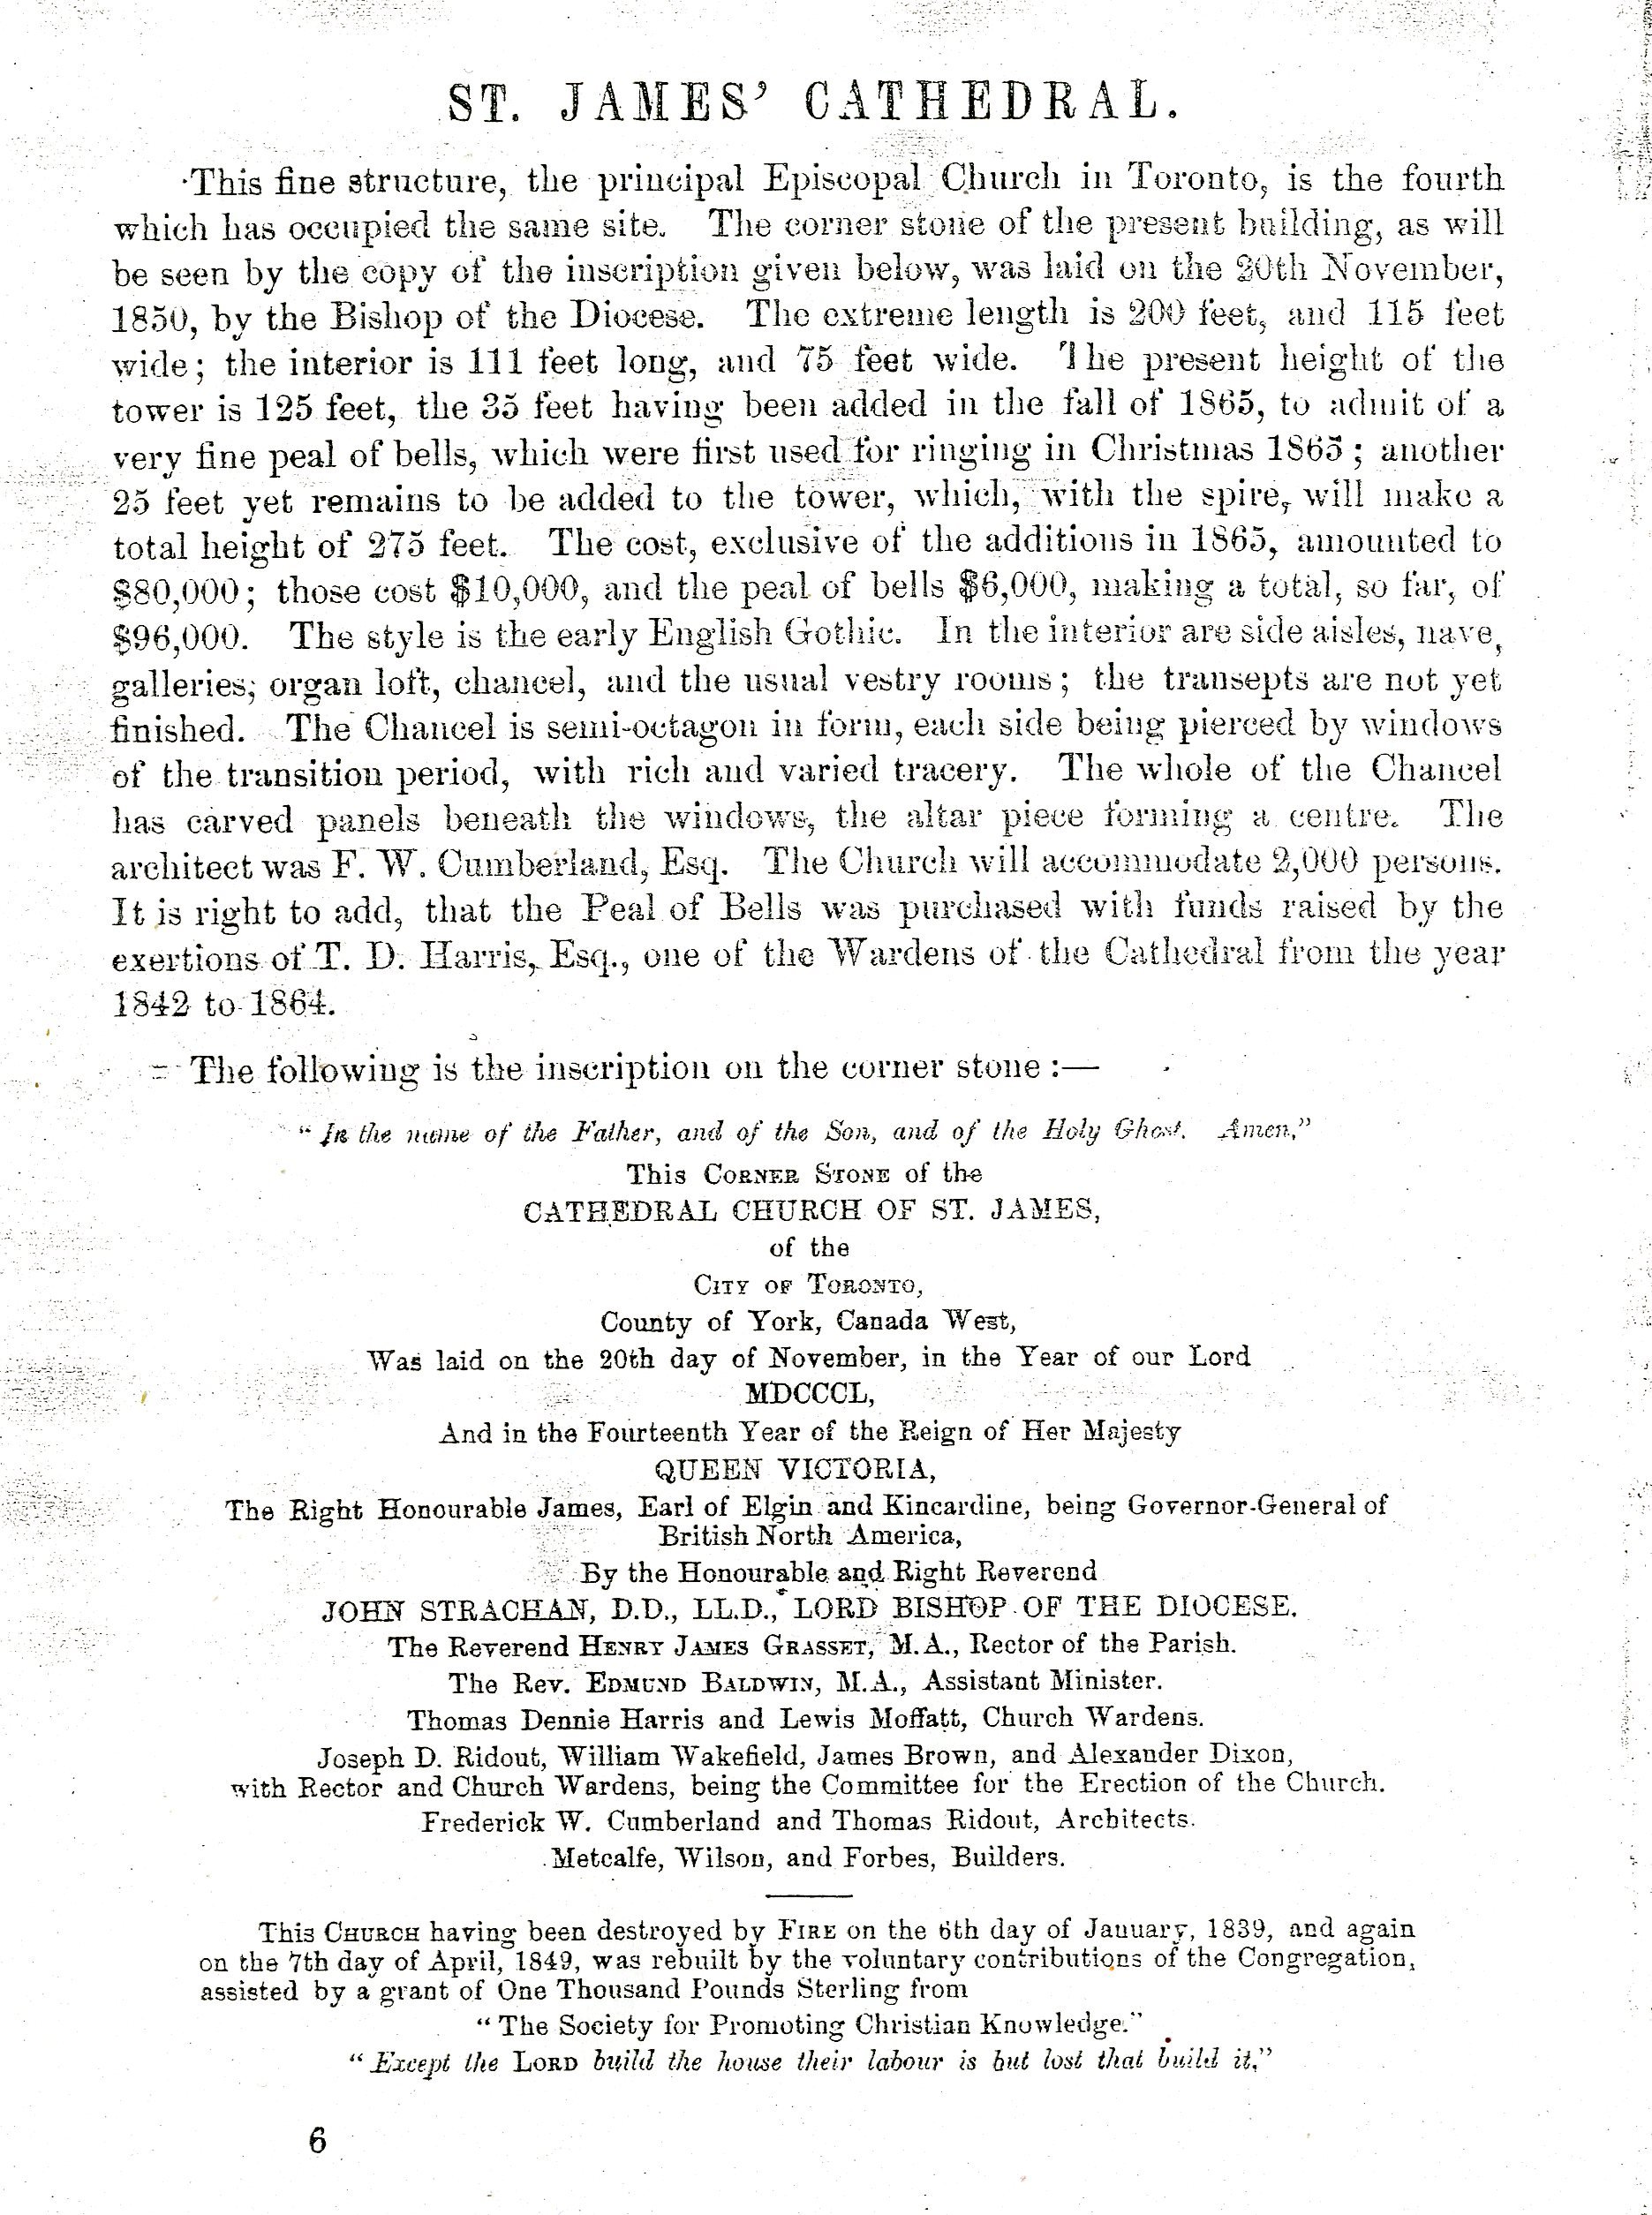 ST. JAMES' CATHEDRAL.
This fine structure, the principal Episcopal Church in Toronto, is the fourth
which has occupied the same site. The corner stone of the present building, as will
be seen by the copy of the inscription given below, was laid on the 20th November,
1850, by the Bishop of the Diocese. The extreme length is 200 feet, and 115 feet
wide; the interior is 111 feet long, and 75 feet wide. The present height of the
tower is 125 feet, the 35 feet having been added in the fall of 1865, to admit of a
very fine peal of bells, which were first used for ringing in Christmas 1865; another
25 feet yet remains to be added to the tower, which, with the spire, will make a
total height of 275 feet. The cost, exclusive of the additions in 1865, amounted to
$80,000; those cost $10,000, and the peal of bells $6,000, making a total, so far, of
$96,000. The style is the early English Gothic. In the interior are side aisles, nave,
galleries, organ loft, chancel, and the usual vestry rooms; the transepts are not yet
finished. The Chancel is semi-octagon in form, each side being pierced by windows
of the transition period, with rich and varied tracery. The whole of the Chancel
has carved panels beneath the windows, the altar piece forming a centre. The
architect was F. W. Cumberland, Esq. The Church will accommodate 2,000 persons.
It is right to add, that the Peal of Bells was purchased with funds raised by the
exertions of T. D. Harris, Esq., one of the Wardens of the Cathedral from the year
1842 to 1864.
The following is the inscription on the corner stone:—
"In the name of the Father, and of the Son, and of the Holy Ghost. Amen,"
This CORNER STONE of the
CATHEDRAL CHURCH OF ST. JAMES,
of the
CITY OF TORONTO,
County of York, Canada West,
Was laid on the 20th day of November, in the Year of our Lord
MDCCCL,
And in the Fourteenth Year of the Reign of Her Majesty
QUEEN VICTORIA,
The Right Honourable James, Earl of Elgin and Kincardine, being Governor-General of
British North America,
By the Honourable and Right Reverend
JOHN STRACHAN, D.D., LL.D., LORD BISHOP OF THE DIOCESE.
The Reverend HENRY JAMES GRASSET, M.A., Rector of the Parish.
The Rev. EDMUND BALDWIN, M.A., Assistant Minister.
Thomas Dennie Harris and Lewis Moffatt, Church Wardens.
Joseph D. Ridout, William Wakefield, James Brown, and Alexander Dixon,
with Rector and Church Wardens, being the Committee for the Erection of the Church.
Frederick W. Cumberland and Thomas Ridout, Architects.
Metcalfe, Wilson, and Forbes, Builders.
This CHURCH having been destroyed by FIRE on the 6th day of January, 1839, and again
on the 7th day of April, 1849, was rebuilt by the voluntary contributions of the Congregation,
assisted by a grant of One Thousand Pounds Sterling from
"The Society for Promoting Christian Knowledge."
"Except the LORD build the house their labour is but lost that build it,"
6